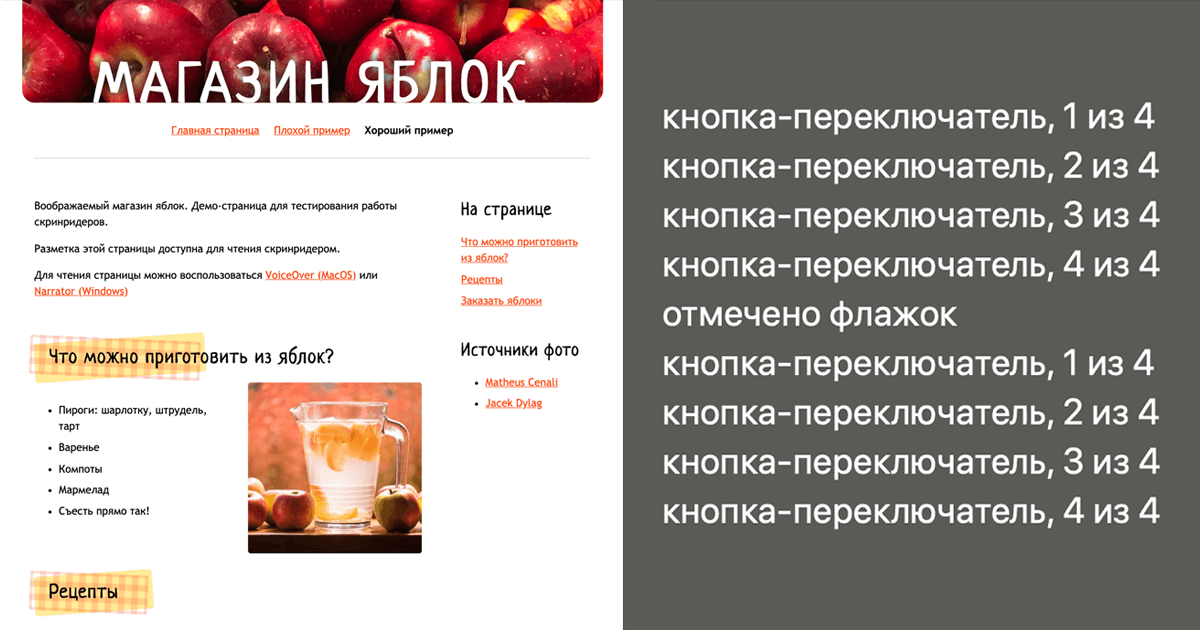 МАГАЗИН ЯБЛОК
Главная страница Плохой пример Хороший пример
Воображаемый магазин яблок. Демо-страница для тестирования работы
скринридеров.
Разметка этой страницы доступна для чтения скринридером.
Для чтения страницы можно воспользоваться VoiceOver (MacOS) или
Narrator (Windows)
Что можно приготовить из яблок?
Пироги: шарлотку, штрудель,
тарт
Варенье
Компоты
Мармелад
Съесть прямо так!
Рецепты
На странице
Что можно приготовить
из яблок?
Рецепты
Заказать яблоки
Источники фото
Matheus Cenali
Jacek Dylag
кнопка-переключатель, 1 из 4
кнопка-переключатель, 2 из 4
кнопка-переключатель, 3 из 4
кнопка-переключатель, 4 из 4
отмечено флажок
кнопка-переключатель, 1 из 4
кнопка-переключатель, 2 из 4
кнопка-переключатель, 3 из 4
кнопка-переключатель, 4 из 4